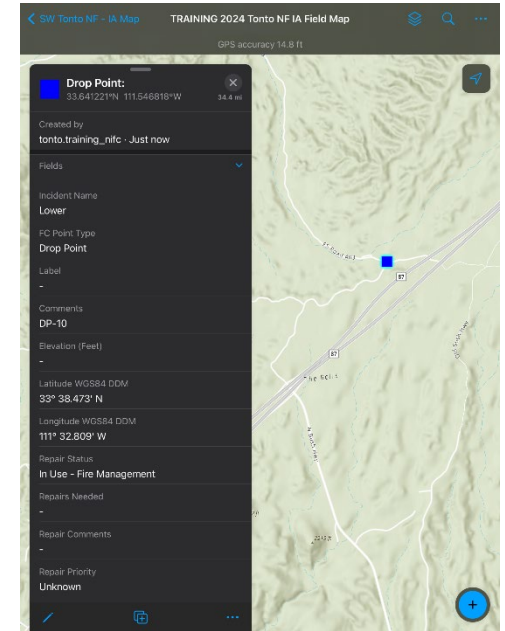 SW Tonto NF - IA Map
TRAINING 2024 Tonto NF IA Field Map
GPS accuracy 14.8 ft
Drop Point:
33.641221°N 111.546818°W
34.4 mi
Created by
tonto.training_nifc · Just now
Fields
Incident Name
Lower
FC Point Type
Drop Point
Label
-
Comments
DP-10
Elevation (Feet)
-
Latitude WGS84 DDM
33° 38.473' N
Longitude WGS84 DDM
111° 32.809' W
Repair Status
In Use - Fire Management
Repairs Needed
-
Repair Comments
-
Repair Priority
Unknown
87
87